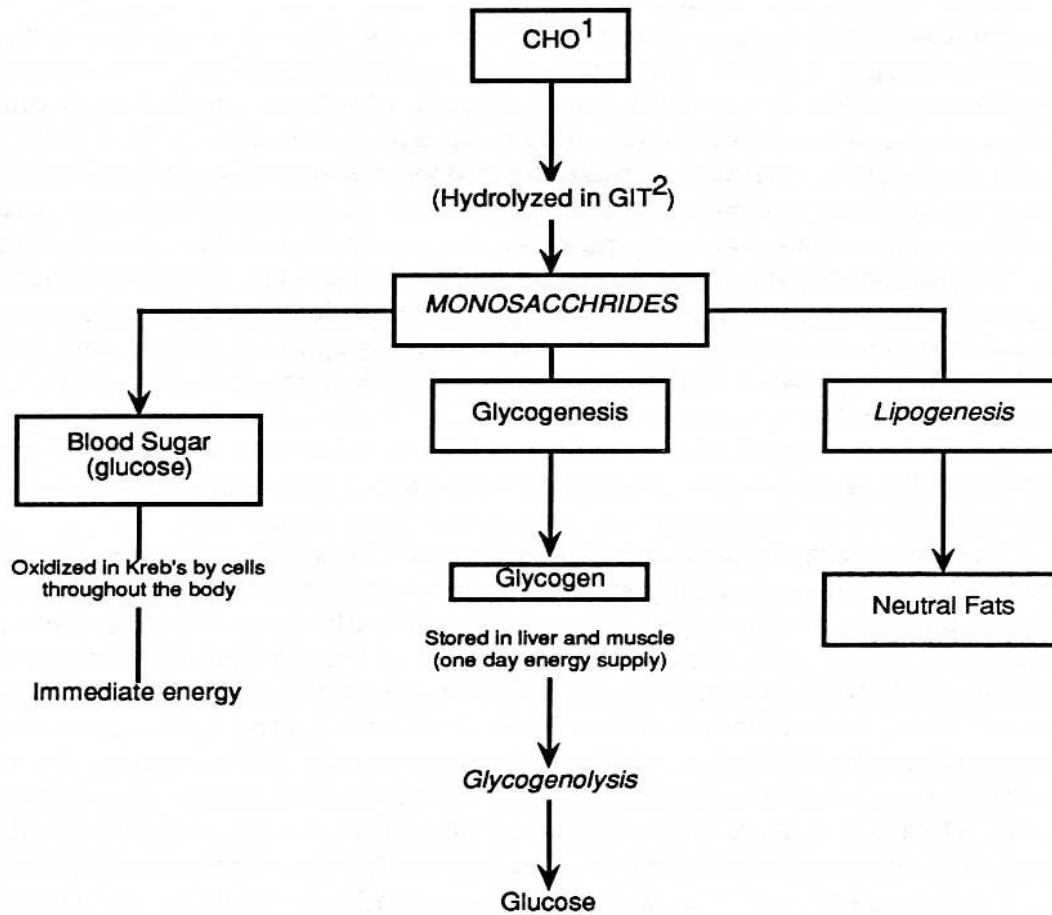 CHO1
(Hydrolyzed in GIT2)
MONOSACCHRIDES
Blood Sugar
(glucose)
Glycogenesis
Lipogenesis
Oxidized in Kreb's by cells
throughout the body
Glycogen
Neutral Fats
Stored in liver and muscle
(one day energy supply)
Immediate energy
Glycogenolysis
Glucose